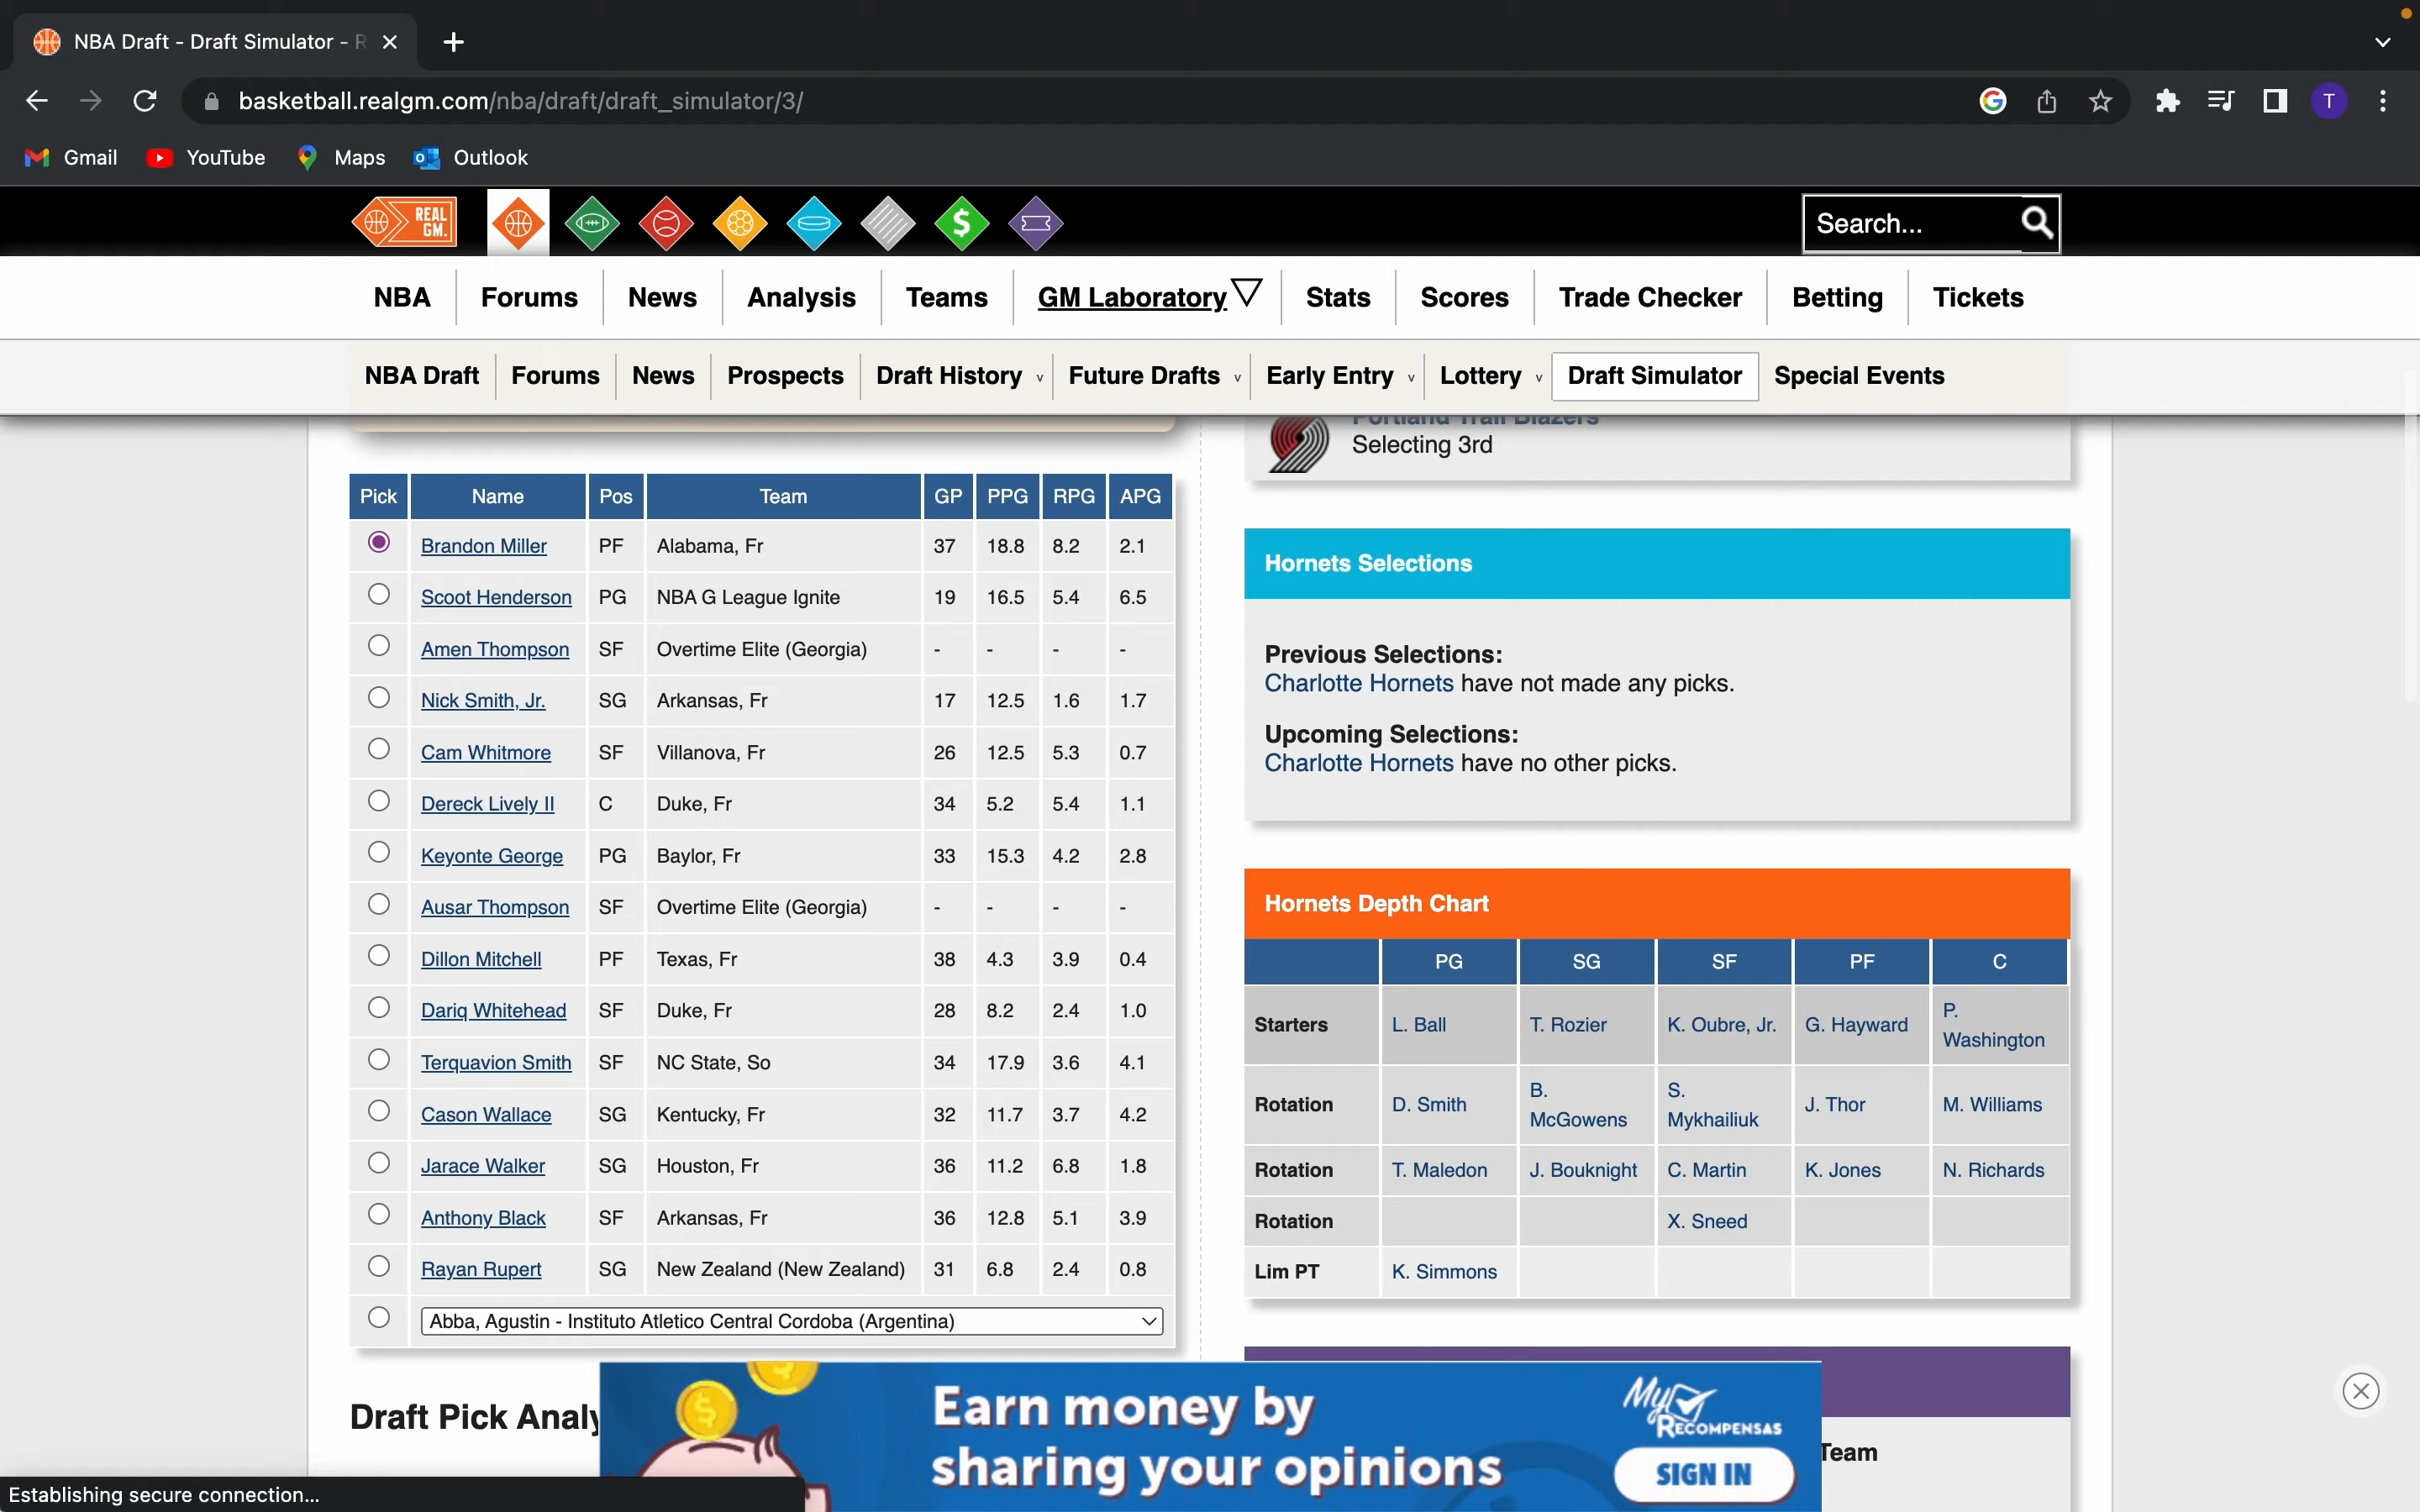 NBA Draft - Draft Simulator - R
basketball.realgm.com/nba/draft/draft_simulator/3/
T
Gmail
YouTube
Maps
Outlook
REAL
GM.
Search...
NBA
Forums
News
Analysis
Teams
GM Laboratory
Stats
Scores
Trade Checker
Betting
Tickets
NBA Draft
Forums
News
Prospects
Draft History
Future Drafts
Early Entry
Lottery
Draft Simulator
Special Events
Pick Name Pos Team GP PPG RPG APG
Brandon Miller PF Alabama, Fr 37 18.8 8.2 2.1
Scoot Henderson PG NBA G League Ignite 19 16.5 5.4 6.5
Amen Thompson SF Overtime Elite (Georgia) - - - -
Nick Smith, Jr. SG Arkansas, Fr 17 12.5 1.6 1.7
Cam Whitmore SF Villanova, Fr 26 12.5 5.3 0.7
Dereck Lively II C Duke, Fr 34 5.2 5.4 1.1
Keyonte George PG Baylor, Fr 33 15.3 4.2 2.8
Ausar Thompson SF Overtime Elite (Georgia) - - - -
Dillon Mitchell PF Texas, Fr 38 4.3 3.9 0.4
Dariq Whitehead SF Duke, Fr 28 8.2 2.4 1.0
Terquavion Smith SF NC State, So 34 17.9 3.6 4.1
Cason Wallace SG Kentucky, Fr 32 11.7 3.7 4.2
Jarace Walker SG Houston, Fr 36 11.2 6.8 1.8
Anthony Black SF Arkansas, Fr 36 12.8 5.1 3.9
Rayan Rupert SG New Zealand (New Zealand) 31 6.8 2.4 0.8
Abba, Agustin - Instituto Atletico Central Cordoba (Argentina)
Draft Pick Analy
Portland Trail Blazers
Selecting 3rd
Hornets Selections
Previous Selections:
Charlotte Hornets have not made any picks.
Upcoming Selections:
Charlotte Hornets have no other picks.
Hornets Depth Chart
PG SG SF PF C
Starters L. Ball T. Rozier K. Oubre, Jr. G. Hayward P. Washington
Rotation D. Smith B. McGowens S. Mykhailiuk J. Thor M. Williams
Rotation T. Maledon J. Bouknight C. Martin K. Jones N. Richards
Rotation X. Sneed
Lim PT K. Simmons
Team
Earn money by
sharing your opinions
My
RECOMPENSAS
SIGN IN
Establishing secure connection...